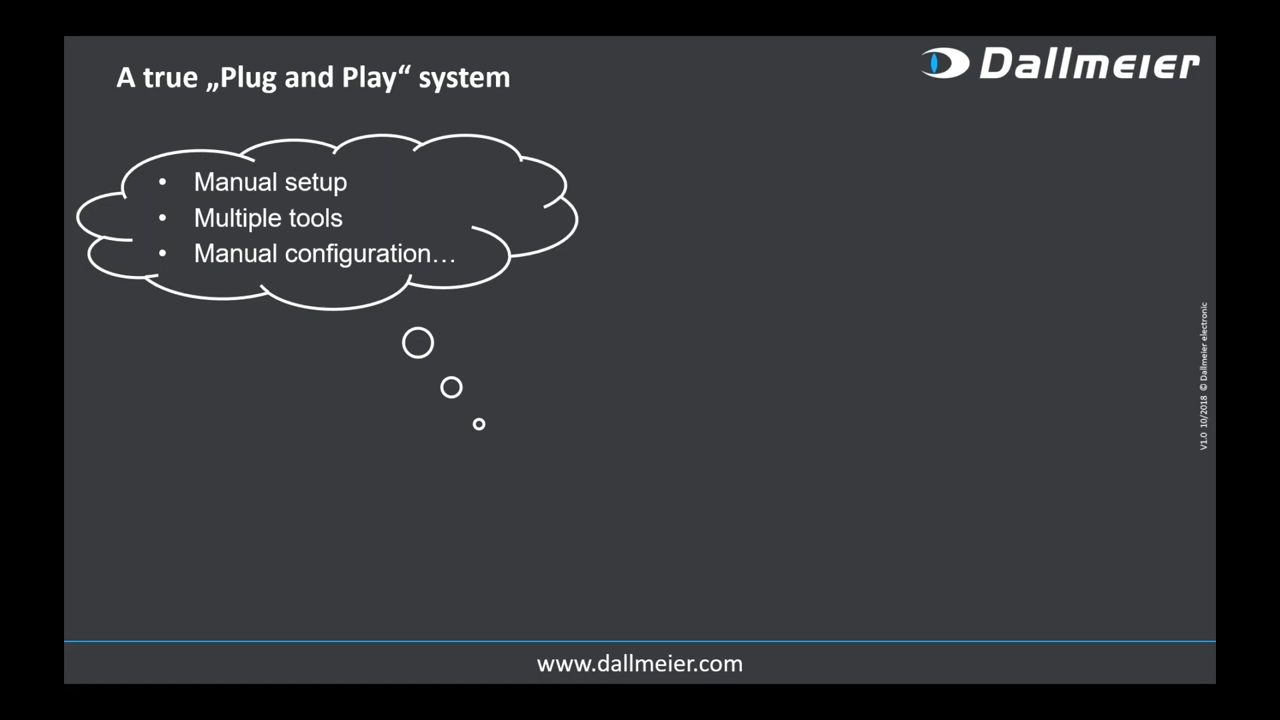 A true „Plug and Play“ system
Dallmeier
• Manual setup
• Multiple tools
• Manual configuration…
V1.0 10/2018 © Dallmeier electronic
www.dallmeier.com